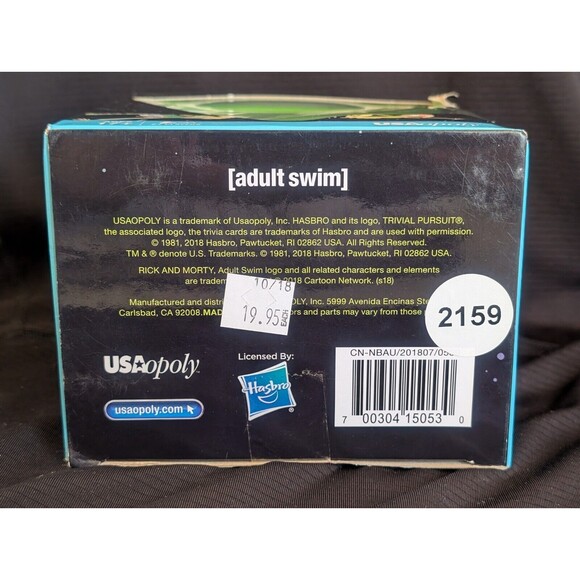 USAopoly
[adult swim]
USAOPOLY is a trademark of Usaopoly, Inc. HASBRO and its logo, TRIVIAL PURSUIT®,
the associated logo, the trivia cards are trademarks of Hasbro and are used with permission.
© 1981, 2018 Hasbro, Pawtucket, RI 02862 USA. All Rights Reserved.
TM & ® denote U.S. Trademarks. © 1981, 2018 Hasbro, Pawtucket, RI 02862 USA.
RICK AND MORTY, Adult Swim logo and all related characters and elements
are 2018 Cartoon Network. (s18)
10/18
19.95 EACH
Manufactured and POLY, Inc. 5999 Avenida Encinas
Carlsbad, CA 92008. and parts may vary from those
2159
USAopoly
usaopoly.com
Licensed By:
Hasbro
®
CN-NBAU/201807/
7 00304 15053 0